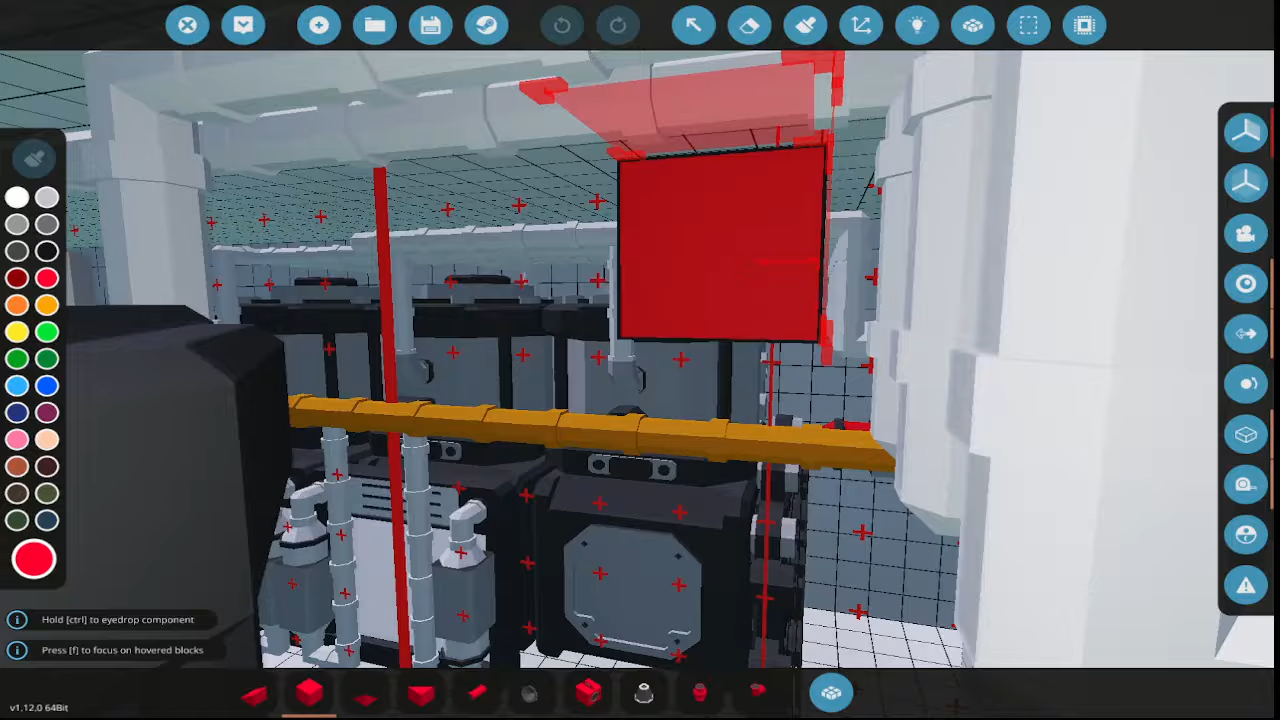 Hold [ctrl] to eyedrop component
Press [f] to focus on hovered blocks
v1.12.0 64Bit